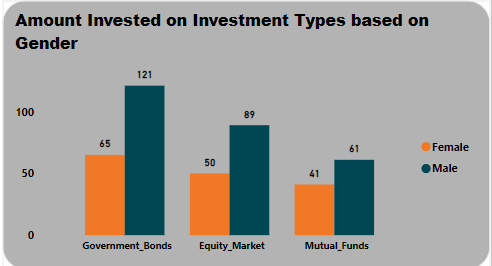 Amount Invested on Investment Types based on
Gender
121
100
89
65
61
50
50
41
0
Government_Bonds
Equity_Market
Mutual_Funds
Female
Male